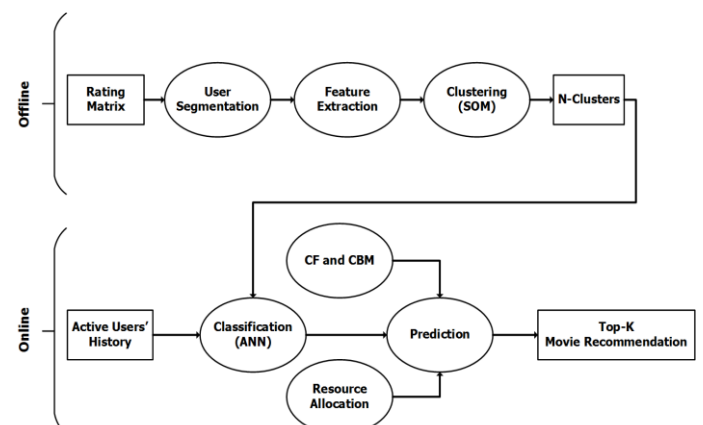 Offline
Rating
Matrix
User
Segmentation
Feature
Extraction
Clustering
(SOM)
N-Clusters
Online
CF and CBM
Active Users'
History
Classification
(ANN)
Prediction
Top-K
Movie Recommendation
Resource
Allocation